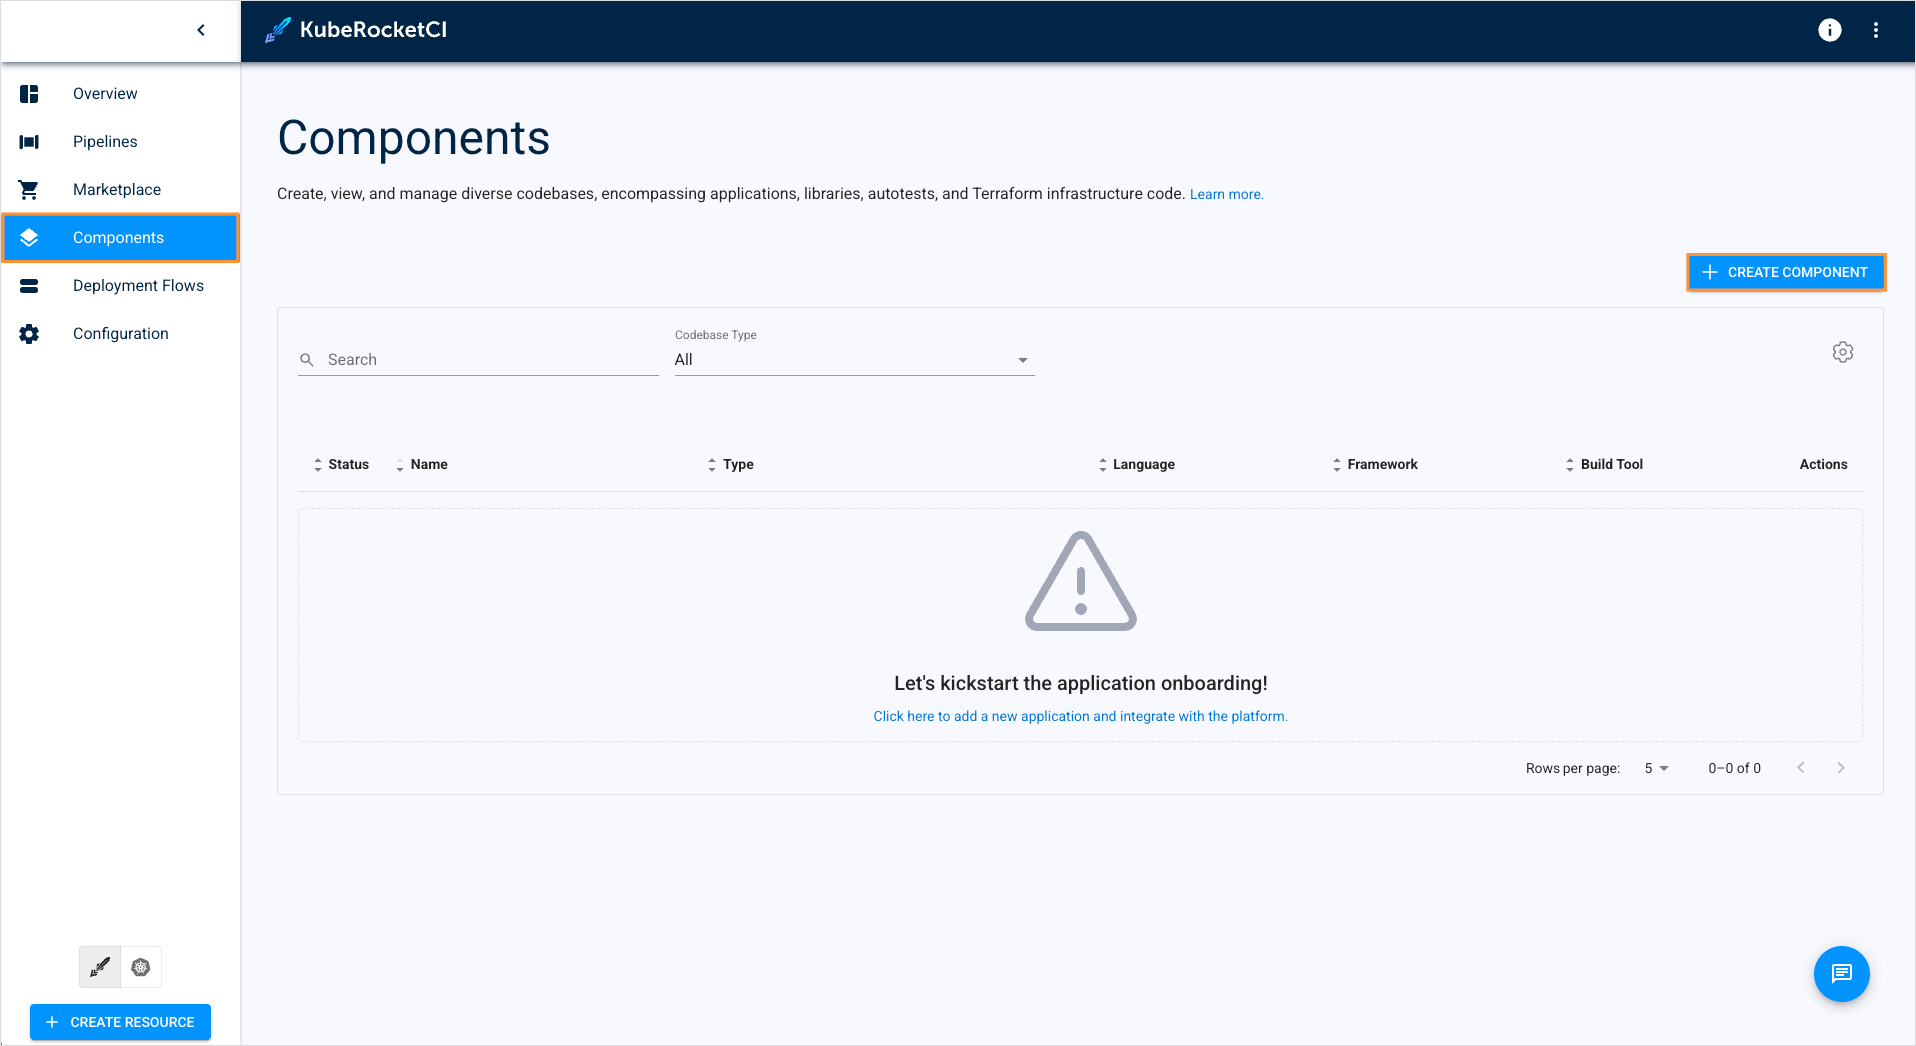 KubeRocketCI
Overview
Pipelines
Marketplace
Components
Deployment Flows
Configuration
CREATE RESOURCE
Components
Create, view, and manage diverse codebases, encompassing applications, libraries, autotests, and Terraform infrastructure code. Learn more.
CREATE COMPONENT
Codebase Type
Search
All
Status Name Type Language Framework Build Tool Actions
Let's kickstart the application onboarding!
Click here to add a new application and integrate with the platform.
Rows per page: 5 0–0 of 0